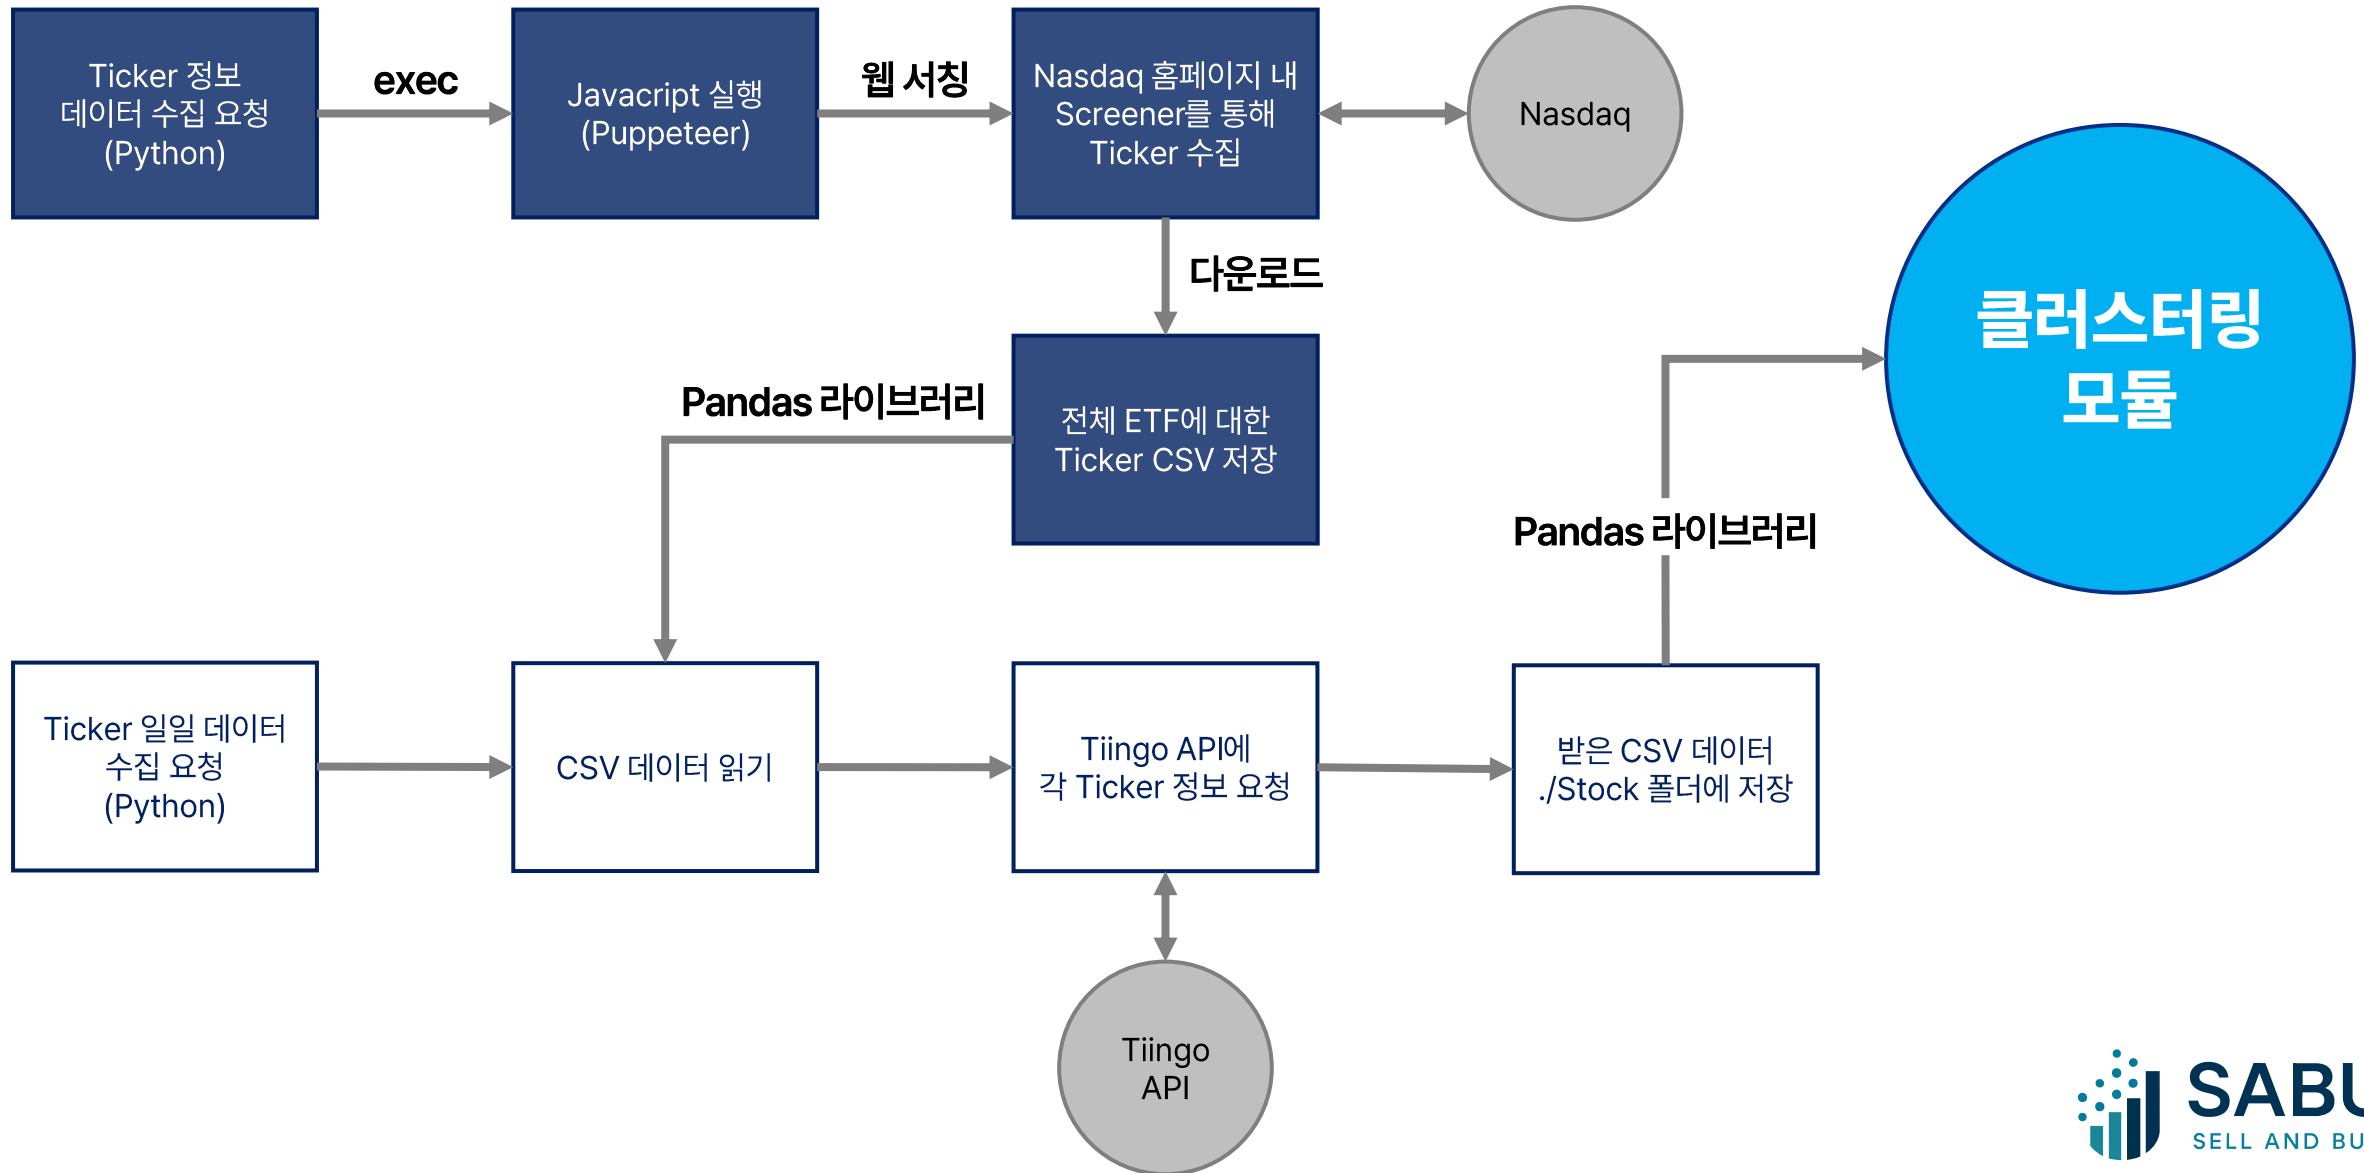 Ticker 정보
데이터 수집 요청
(Python)
exec
Javacript 실행
(Puppeteer)
웹 서칭
Nasdaq 홈페이지 내
Screener를 통해
Ticker 수집
Nasdaq
다운로드
클러스터링
모듈
Pandas 라이브러리
전체 ETF에 대한
Ticker CSV 저장
Pandas 라이브러리
Ticker 일일 데이터
수집 요청
(Python)
CSV 데이터 읽기
Tiingo API에
각 Ticker 정보 요청
받은 CSV 데이터
./Stock 폴더에 저장
Tiingo
API
SABU
SELL AND BU